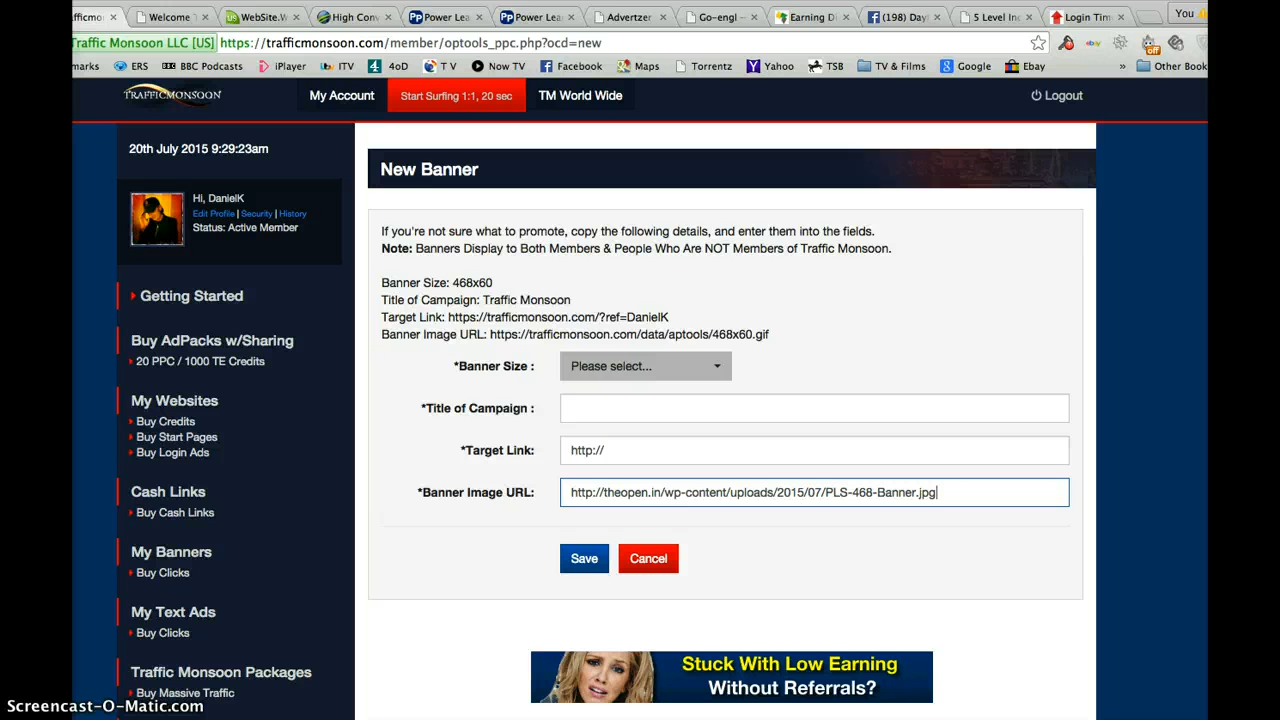 Welcome T
WebSite.W
High Con
Power Lea
Power Lea
Advertzer
Go-engl
Earning Di
(198) Day
5 Level Inc
Login Tim
You
Traffic Monsoon LLC [US]
https://trafficmonsoon.com/member/optools_ppc.php?ocd=new
off
marks
ERS
BBC Podcasts
iPlayer
ITV
4oD
T V
Now TV
Facebook
Maps
Torrentz
Yahoo
TSB
TV & Films
Google
Ebay
»
Other Book
TRAFFICMONSOON
My Account
Start Surfing 1:1, 20 sec
TM World Wide
Logout
20th July 2015 9:29:23am
Hi, DanielK
Edit Profile | Security | History
Status: Active Member
Getting Started
Buy AdPacks w/Sharing
20 PPC / 1000 TE Credits
My Websites
Buy Credits
Buy Start Pages
Buy Login Ads
Cash Links
Buy Cash Links
My Banners
Buy Clicks
My Text Ads
Buy Clicks
Traffic Monsoon Packages
Buy Massive Traffic
New Banner
If you're not sure what to promote, copy the following details, and enter them into the fields.
Note: Banners Display to Both Members & People Who Are NOT Members of Traffic Monsoon.
Banner Size: 468x60
Title of Campaign: Traffic Monsoon
Target Link: https://trafficmonsoon.com/?ref=DanielK
Banner Image URL: https://trafficmonsoon.com/data/aptools/468x60.gif
*Banner Size : Please select...
*Title of Campaign :
*Target Link: http://
*Banner Image URL: http://theopen.in/wp-content/uploads/2015/07/PLS-468-Banner.jpg
Save
Cancel
Stuck With Low Earning
Without Referrals?
Screencast-O-Matic.com